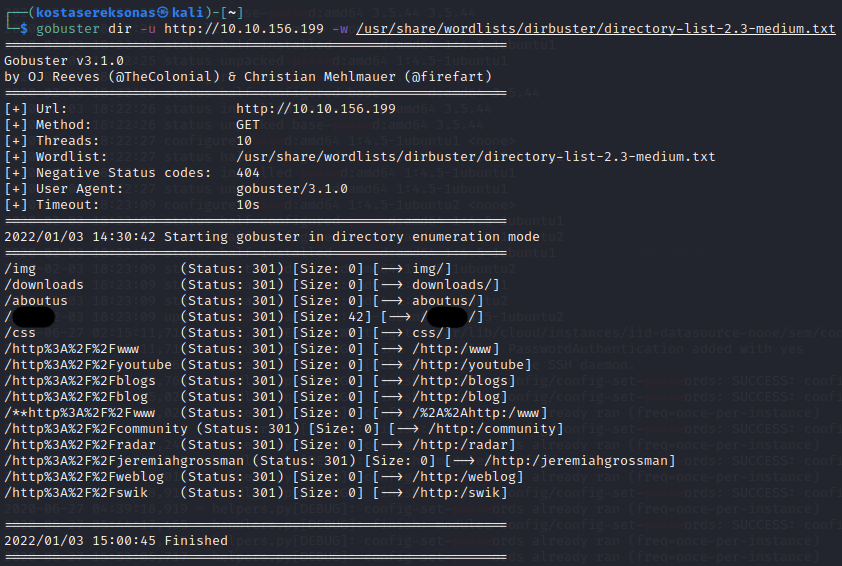 ┌──(kostasereksonas㉿kali)-[~]
└─$ gobuster dir -u http://10.10.156.199 -w /usr/share/wordlists/dirbuster/directory-list-2.3-medium.txt
===============================================================
Gobuster v3.1.0
by OJ Reeves (@TheColonial) & Christian Mehlmauer (@firefart)
===============================================================
[+] Url:                     http://10.10.156.199
[+] Method:                  GET
[+] Threads:                 10
[+] Wordlist:                /usr/share/wordlists/dirbuster/directory-list-2.3-medium.txt
[+] Negative Status codes:   404
[+] User Agent:              gobuster/3.1.0
[+] Timeout:                 10s
===============================================================
2022/01/03 14:30:42 Starting gobuster in directory enumeration mode
===============================================================
/img                  (Status: 301) [Size: 0] [--> img/]
/downloads            (Status: 301) [Size: 0] [--> downloads/]
/aboutus              (Status: 301) [Size: 0] [--> aboutus/]
/                     (Status: 301) [Size: 42] [--> /     /]
/css                  (Status: 301) [Size: 0] [--> css/]
/http%3A%2F%2Fwww     (Status: 301) [Size: 0] [--> /http:/www]
/http%3A%2F%2Fyoutube (Status: 301) [Size: 0] [--> /http:/youtube]
/http%3A%2F%2Fblogs   (Status: 301) [Size: 0] [--> /http:/blogs]
/http%3A%2F%2Fblog    (Status: 301) [Size: 0] [--> /http:/blog]
/**http%3A%2F%2Fwww   (Status: 301) [Size: 0] [--> /%2A%2Ahttp:/www]
/http%3A%2F%2Fcommunity (Status: 301) [Size: 0] [--> /http:/community]
/http%3A%2F%2Fradar   (Status: 301) [Size: 0] [--> /http:/radar]
/http%3A%2F%2Fjeremiahgrossman (Status: 301) [Size: 0] [--> /http:/jeremiahgrossman]
/http%3A%2F%2Fweblog  (Status: 301) [Size: 0] [--> /http:/weblog]
/http%3A%2F%2Fswik    (Status: 301) [Size: 0] [--> /http:/swik]
===============================================================
2022/01/03 15:00:45 Finished
===============================================================